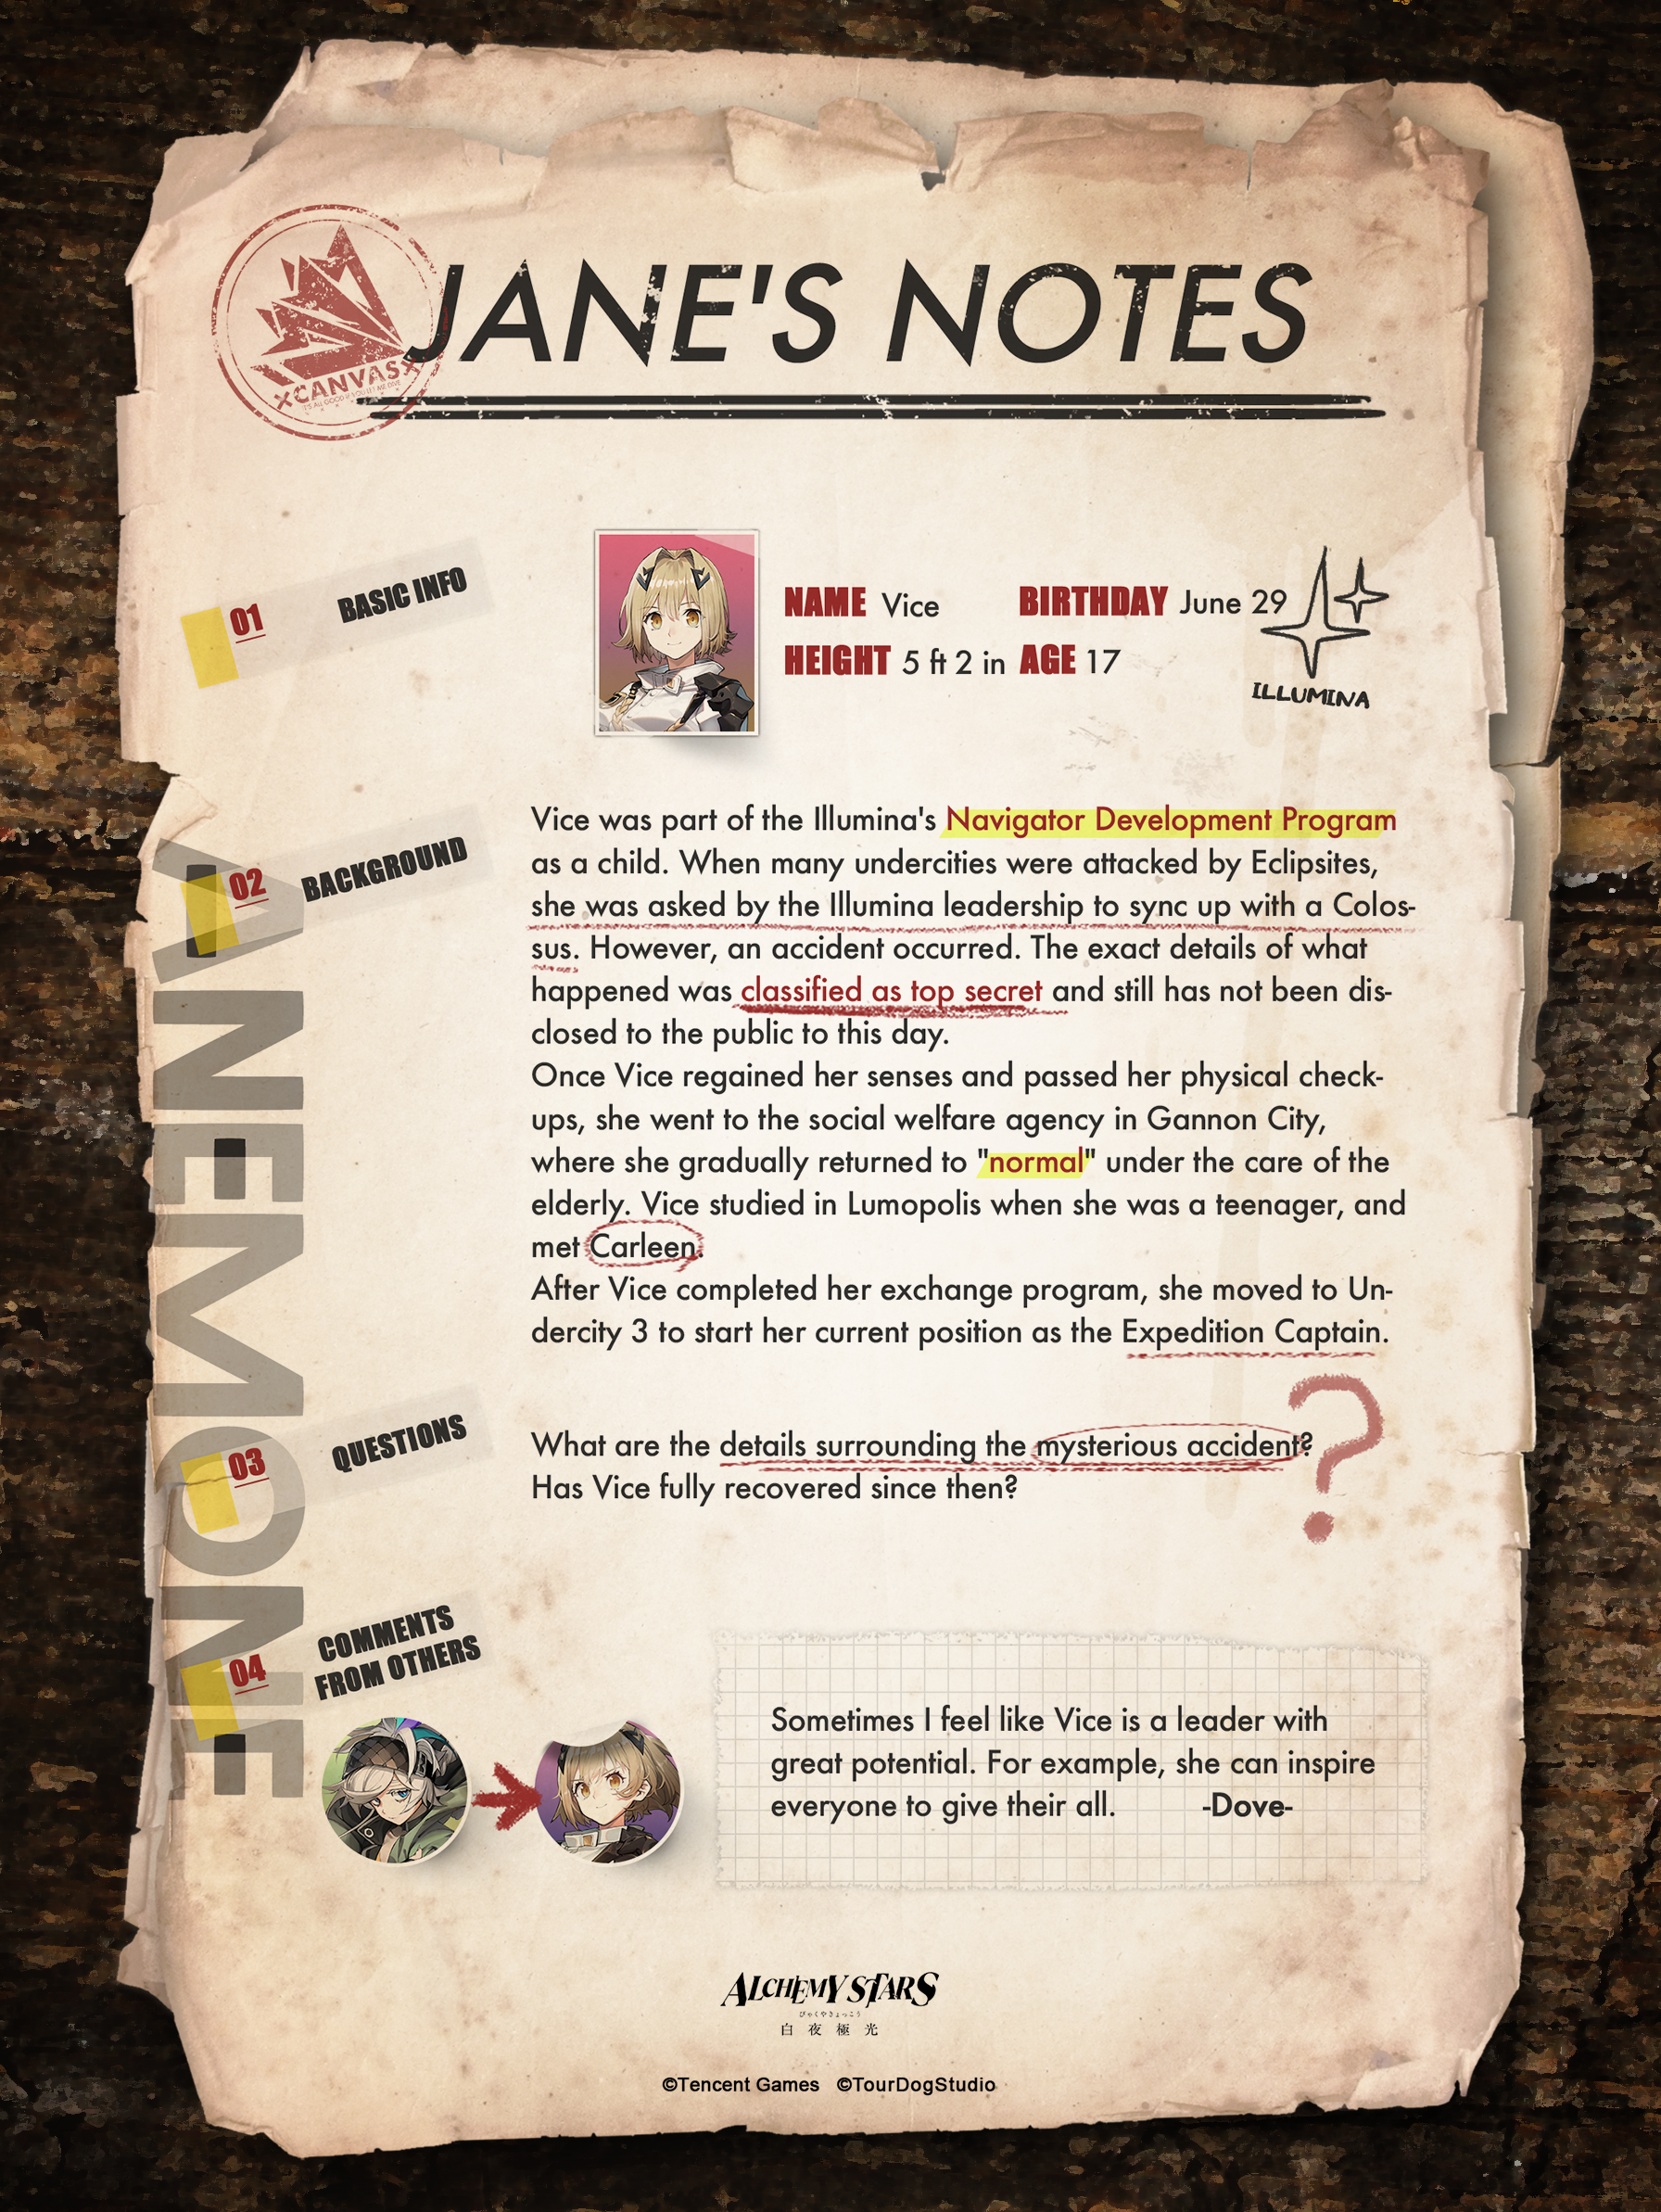 JANE'S NOTES
×CANVAS×
IT'S ALL GOOD IF YOU LET ME DIVE
01 BASIC INFO
NAME Vice
BIRTHDAY June 29
HEIGHT 5 ft 2 in
AGE 17
ILLUMINA
ANEMONE
02 BACKGROUND
Vice was part of the Illumina's Navigator Development Program
as a child. When many undercities were attacked by Eclipsites,
she was asked by the Illumina leadership to sync up with a Colos-
sus. However, an accident occurred. The exact details of what
happened was classified as top secret and still has not been dis-
closed to the public to this day.
Once Vice regained her senses and passed her physical check-
ups, she went to the social welfare agency in Gannon City,
where she gradually returned to "normal" under the care of the
elderly. Vice studied in Lumopolis when she was a teenager, and
met Carleen.
After Vice completed her exchange program, she moved to Un-
dercity 3 to start her current position as the Expedition Captain.
03 QUESTIONS
What are the details surrounding the mysterious accident?
Has Vice fully recovered since then?
?
04 COMMENTS
FROM OTHERS
Sometimes I feel like Vice is a leader with
great potential. For example, she can inspire
everyone to give their all. -Dove-
ALCHEMY STARS
びゃくやきょっこう
白夜極光
©Tencent Games ©TourDogStudio